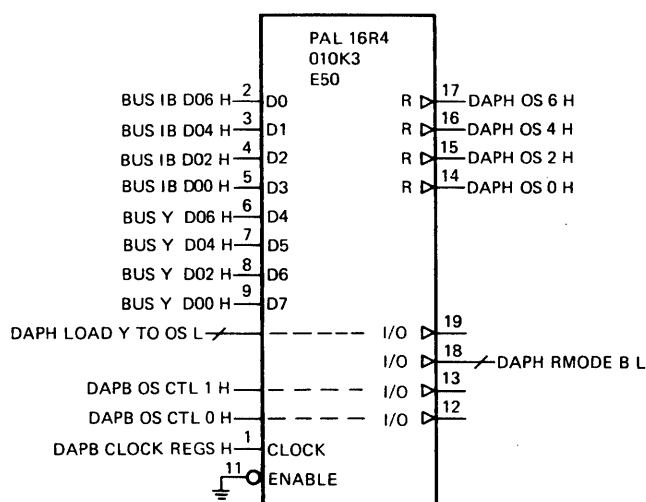 PAL 16R4
010K3
E50
BUS IB D06 H 2 D0 R 17 DAPH OS 6 H
BUS IB D04 H 3 D1 R 16 DAPH OS 4 H
BUS IB D02 H 4 D2 R 15 DAPH OS 2 H
BUS IB D00 H 5 D3 R 14 DAPH OS 0 H
BUS Y D06 H 6 D4
BUS Y D04 H 7 D5
BUS Y D02 H 8 D6
BUS Y D00 H 9 D7
DAPH LOAD Y TO OS L I/O 19
I/O 18 DAPH RMODE B L
DAPB OS CTL 1 H I/O 13
DAPB OS CTL 0 H I/O 12
DAPB CLOCK REGS H 1 CLOCK
11 ENABLE